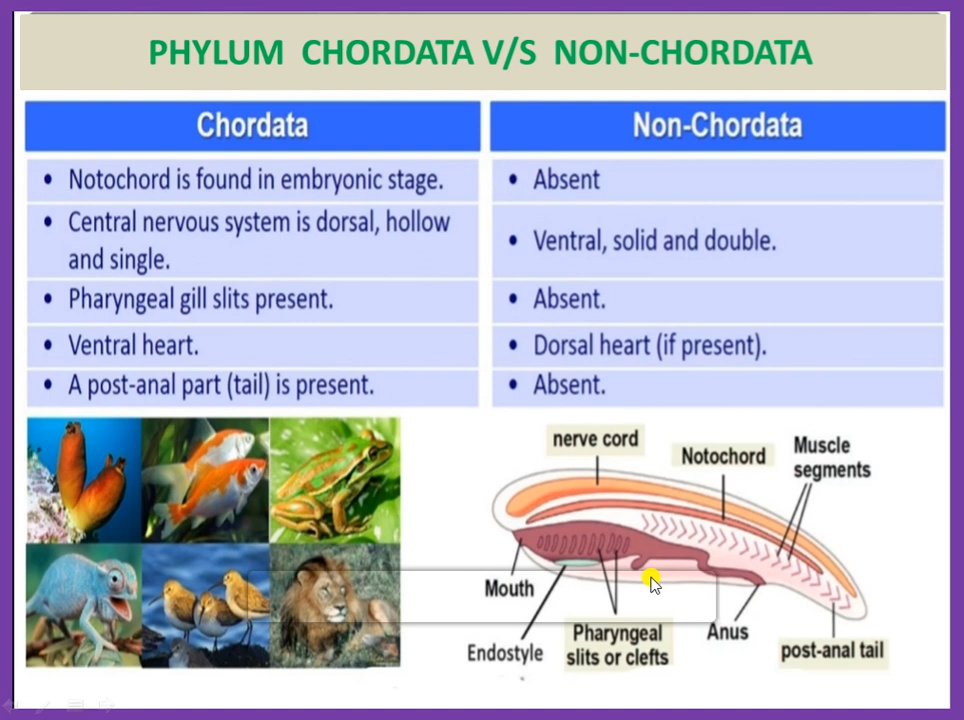 PHYLUM CHORDATA V/S NON-CHORDATA
Chordata
Non-Chordata
• Notochord is found in embryonic stage.
• Absent
• Central nervous system is dorsal, hollow
and single.
• Ventral, solid and double.
• Pharyngeal gill slits present.
• Absent.
• Ventral heart.
• Dorsal heart (if present).
• A post-anal part (tail) is present.
• Absent.
nerve cord
Notochord
Muscle
segments
Mouth
Endostyle
Pharyngeal
slits or clefts
Anus
post-anal tail